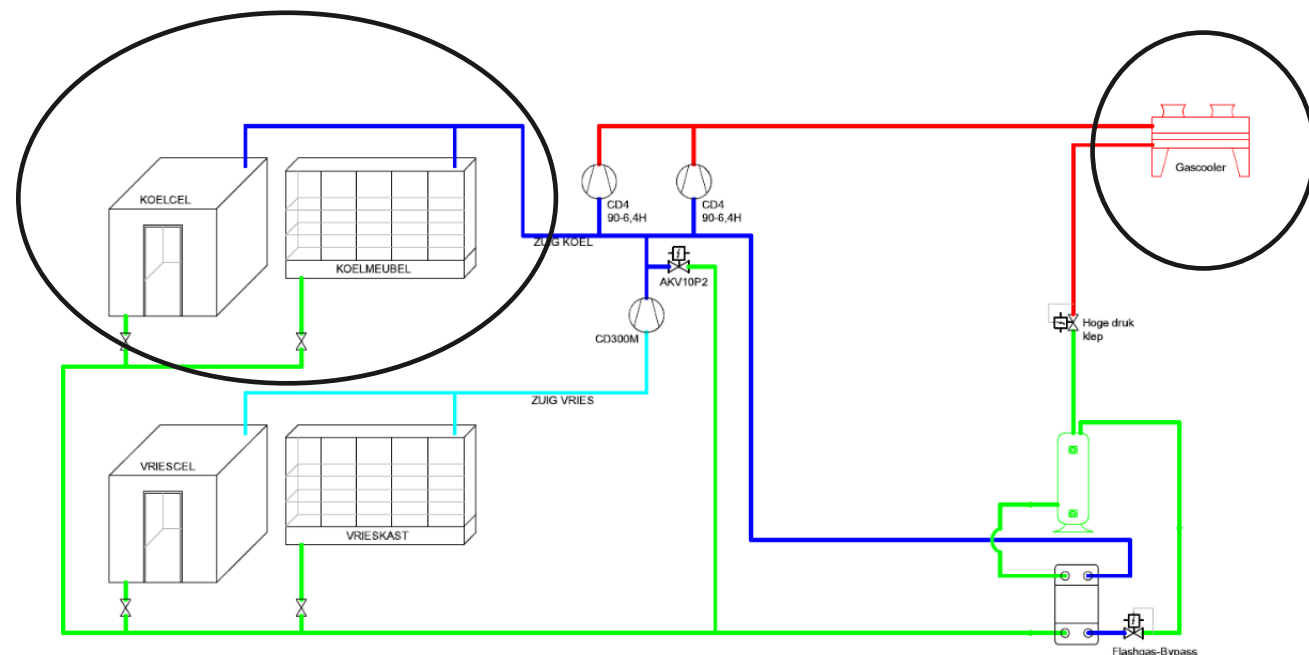 KOELCEL
KOELMEUBEL
CD4
90-6,4H
CD4
90-6,4H
Gascooler
ZUIG KOEL
AKV10P2
CD300M
Hoge druk
klep
ZUIG VRIES
VRIESCEL
VRIESKAST
Flashgas-Bypass